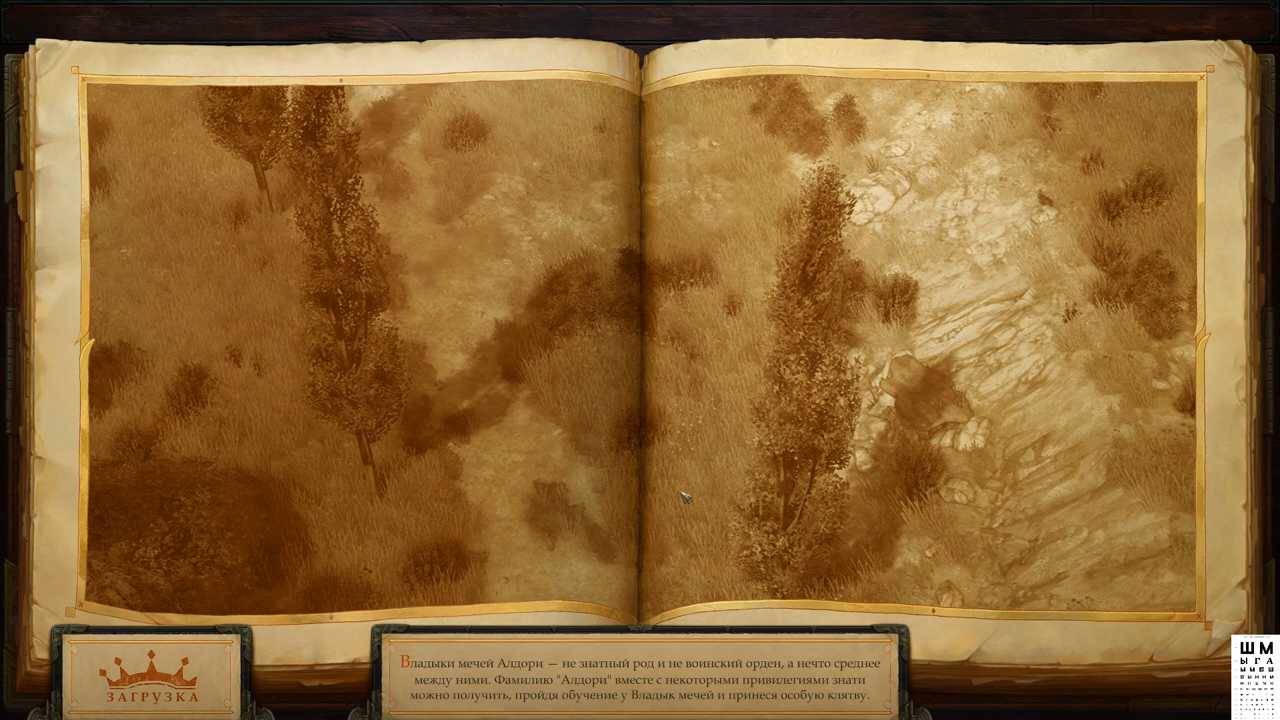 ЗАГРУЗКА
Владыки мечей Алдори — не знатный род и не воинский орден, а нечто среднее
между ними. Фамилию "Алдори" вместе с некоторыми привилегиями знати
можно получить, пройдя обучение у Владык мечей и принеся особую клятву.
Ш М
Ы Г А